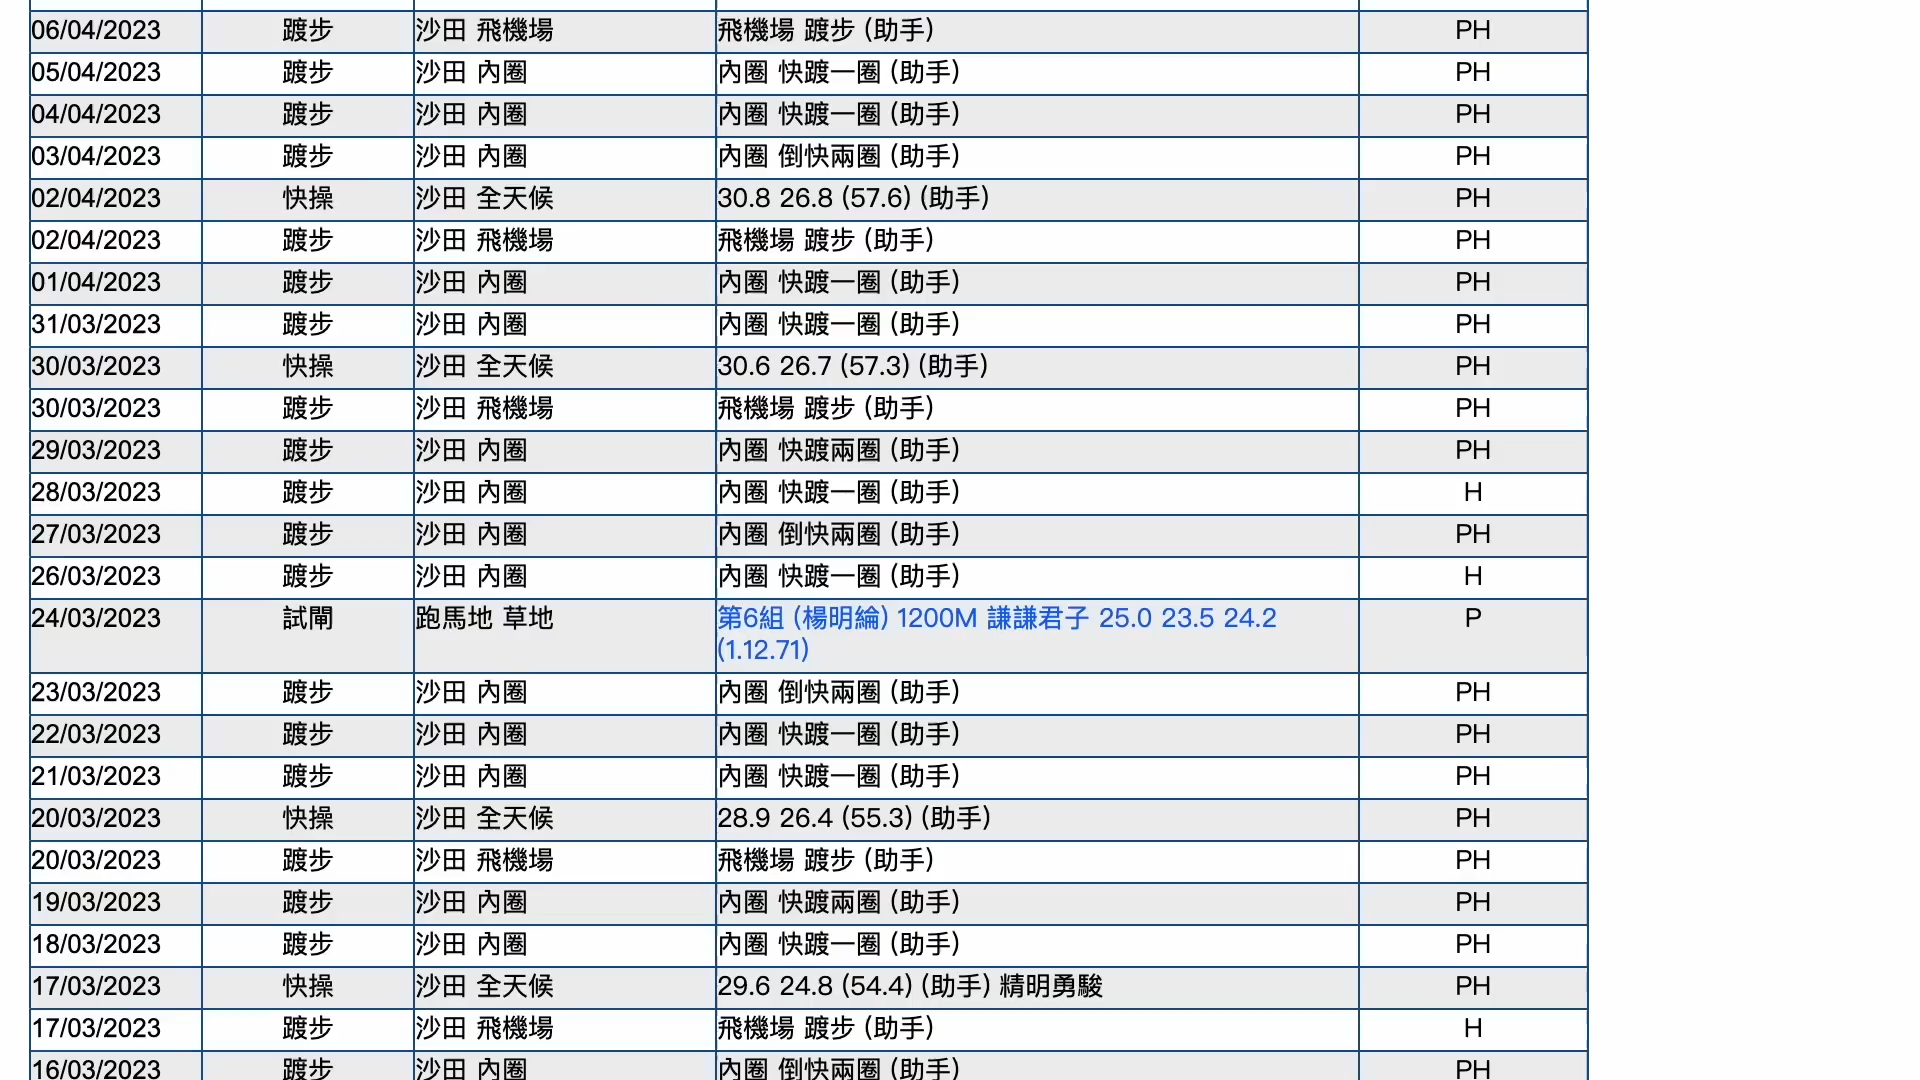 06/04/2023 踱步 沙田 飛機場 飛機場 踱步 (助手) PH
05/04/2023 踱步 沙田 內圈 內圈 快踱一圈 (助手) PH
04/04/2023 踱步 沙田 內圈 內圈 快踱一圈 (助手) PH
03/04/2023 踱步 沙田 內圈 內圈 倒快兩圈 (助手) PH
02/04/2023 快操 沙田 全天候 30.8 26.8 (57.6) (助手) PH
02/04/2023 踱步 沙田 飛機場 飛機場 踱步 (助手) PH
01/04/2023 踱步 沙田 內圈 內圈 快踱一圈 (助手) PH
31/03/2023 踱步 沙田 內圈 內圈 快踱一圈 (助手) PH
30/03/2023 快操 沙田 全天候 30.6 26.7 (57.3) (助手) PH
30/03/2023 踱步 沙田 飛機場 飛機場 踱步 (助手) PH
29/03/2023 踱步 沙田 內圈 內圈 快踱兩圈 (助手) PH
28/03/2023 踱步 沙田 內圈 內圈 快踱一圈 (助手) H
27/03/2023 踱步 沙田 內圈 內圈 倒快兩圈 (助手) PH
26/03/2023 踱步 沙田 內圈 內圈 快踱一圈 (助手) H
24/03/2023 試閘 跑馬地 草地 第6組 (楊明綸) 1200M 謙謙君子 25.0 23.5 24.2 P
(1.12.71)
23/03/2023 踱步 沙田 內圈 內圈 倒快兩圈 (助手) PH
22/03/2023 踱步 沙田 內圈 內圈 快踱一圈 (助手) PH
21/03/2023 踱步 沙田 內圈 內圈 快踱一圈 (助手) PH
20/03/2023 快操 沙田 全天候 28.9 26.4 (55.3) (助手) PH
20/03/2023 踱步 沙田 飛機場 飛機場 踱步 (助手) PH
19/03/2023 踱步 沙田 內圈 內圈 快踱兩圈 (助手) PH
18/03/2023 踱步 沙田 內圈 內圈 快踱一圈 (助手) PH
17/03/2023 快操 沙田 全天候 29.6 24.8 (54.4) (助手) 精明勇駿 PH
17/03/2023 踱步 沙田 飛機場 飛機場 踱步 (助手) H
16/03/2023 踱步 沙田 內圈 內圈 倒快兩圈 (助手) PH